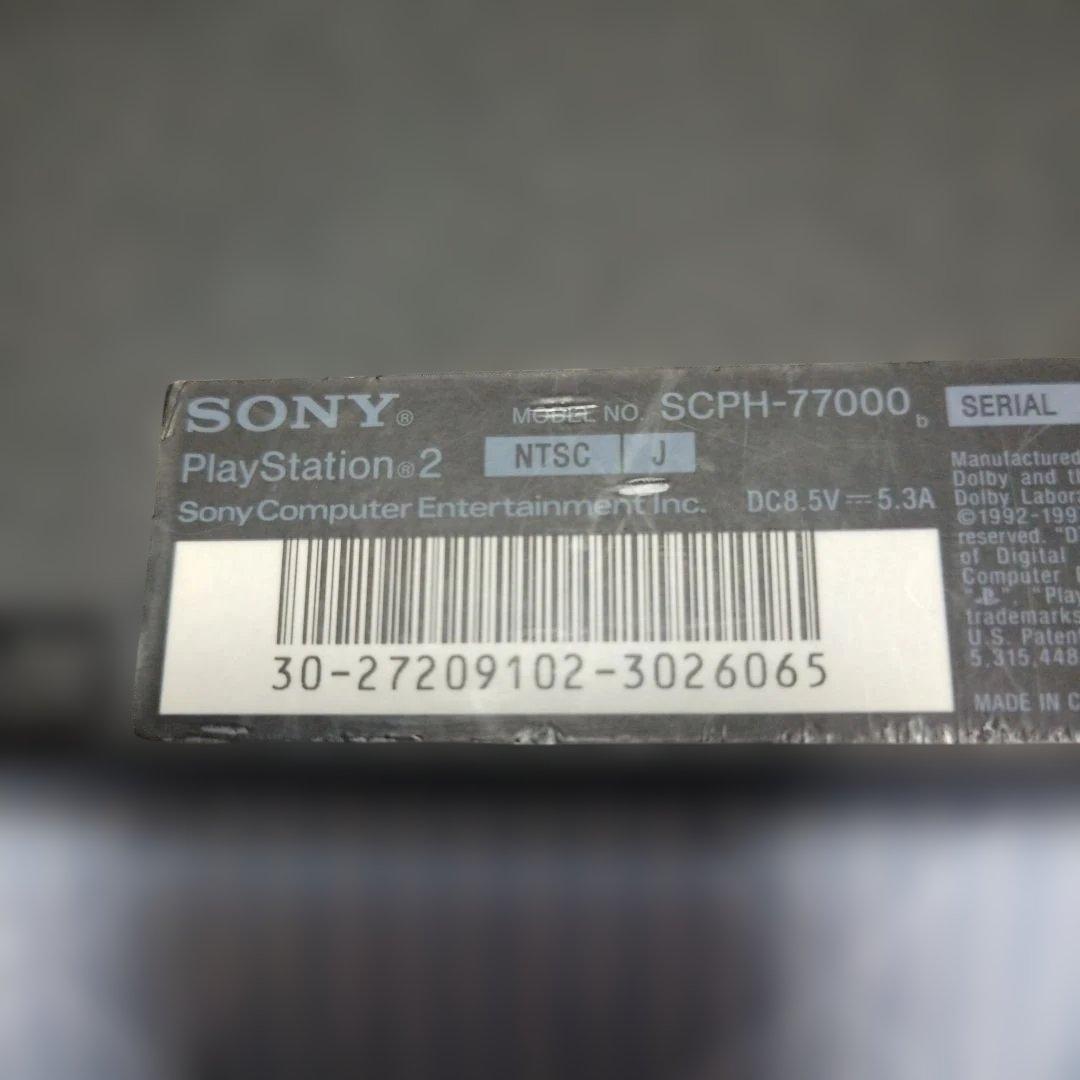 SONY®
MODEL NO. SCPH-77000 b
PlayStation®2
NTSC J
Sony Computer Entertainment Inc.
DC8.5V ⎓ 5.3A
30-27209102-3026065
SERIAL
Manufactured
Dolby and
Dolby
©1992-199
reserved.
of Digital
Computer
trademarks
U.S. Patent
5,315,448
MADE IN